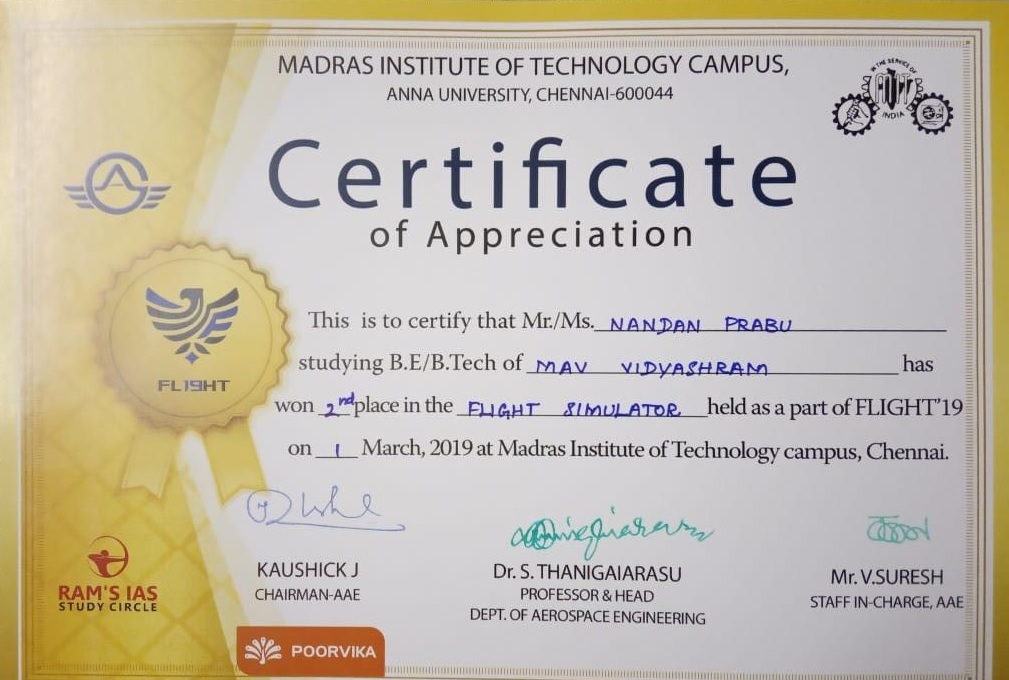 MADRAS INSTITUTE OF TECHNOLOGY CAMPUS,
ANNA UNIVERSITY, CHENNAI-600044
IN THE SERVICE OF
INDIA
Certificate
of Appreciation
FL19HT
This is to certify that Mr./Ms. NANDAN PRABU
studying B.E/B.Tech of MAV VIDYASHRAM has
won 2nd place in the FLIGHT SIMULATOR held as a part of FLIGHT'19
on 1 March, 2019 at Madras Institute of Technology campus, Chennai.
KAUSHICK J
CHAIRMAN-AAE
Dr. S. THANIGAIARASU
PROFESSOR & HEAD
DEPT. OF AEROSPACE ENGINEERING
Mr. V.SURESH
STAFF IN-CHARGE, AAE
RAM'S IAS
STUDY CIRCLE
POORVIKA